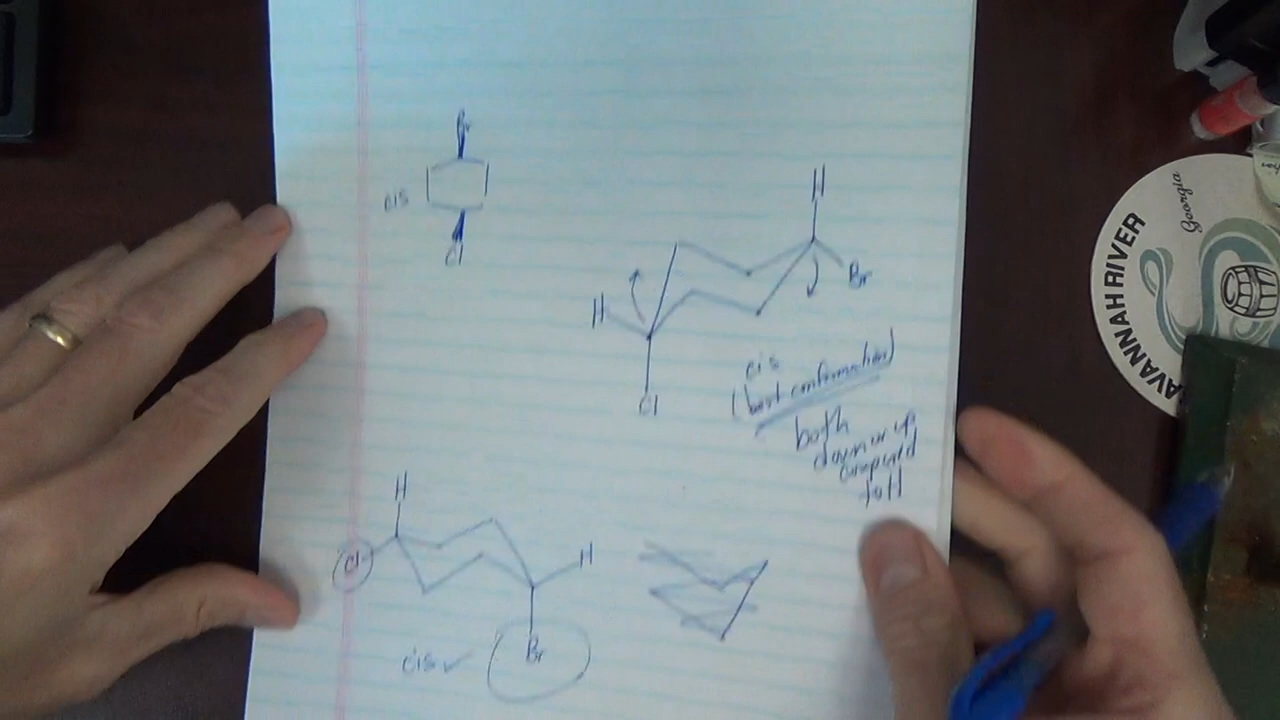 Br
cis
Cl
H
Br
H
Cl
cis
(best conformation)
both
down or up
compared
to H
H
Cl
H
Br
cis ✓
Georgia
SAVANNAH RIVER